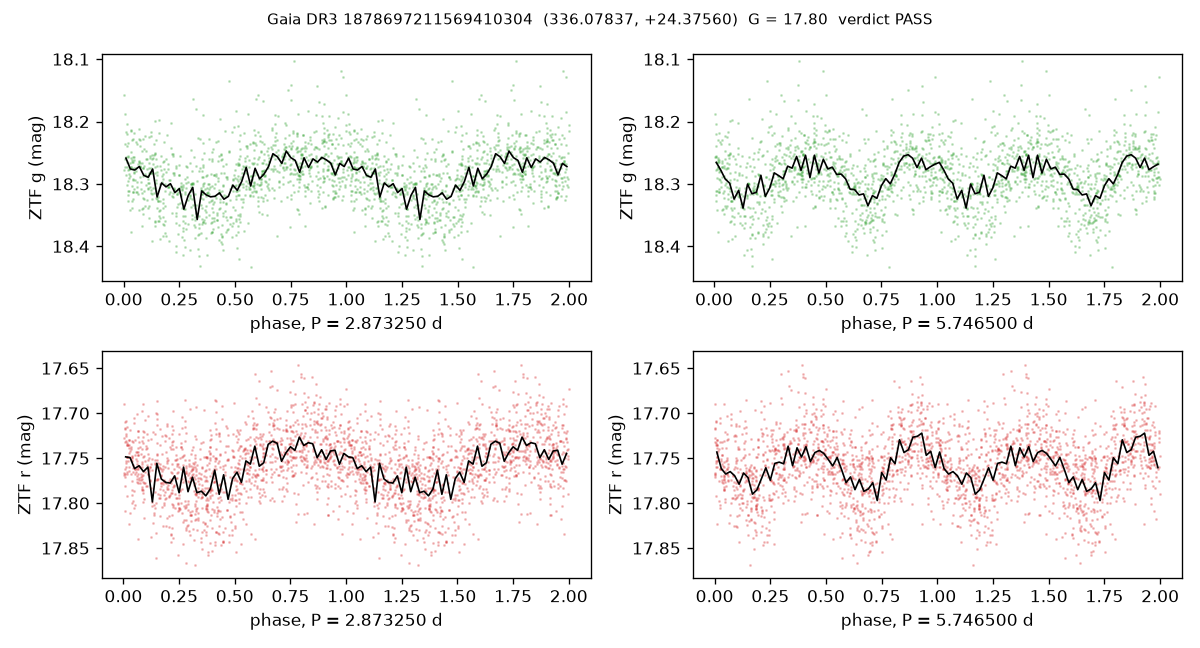 Gaia DR3 1878697211569410304 (336.07837, +24.37560) G = 17.80 verdict PASS
18.1
18.2
18.3
18.4
ZTF g (mag)
0.00 0.25 0.50 0.75 1.00 1.25 1.50 1.75 2.00
phase, P = 2.873250 d
18.1
18.2
18.3
18.4
ZTF g (mag)
0.00 0.25 0.50 0.75 1.00 1.25 1.50 1.75 2.00
phase, P = 5.746500 d
17.65
17.70
17.75
17.80
17.85
ZTF r (mag)
0.00 0.25 0.50 0.75 1.00 1.25 1.50 1.75 2.00
phase, P = 2.873250 d
17.65
17.70
17.75
17.80
17.85
ZTF r (mag)
0.00 0.25 0.50 0.75 1.00 1.25 1.50 1.75 2.00
phase, P = 5.746500 d